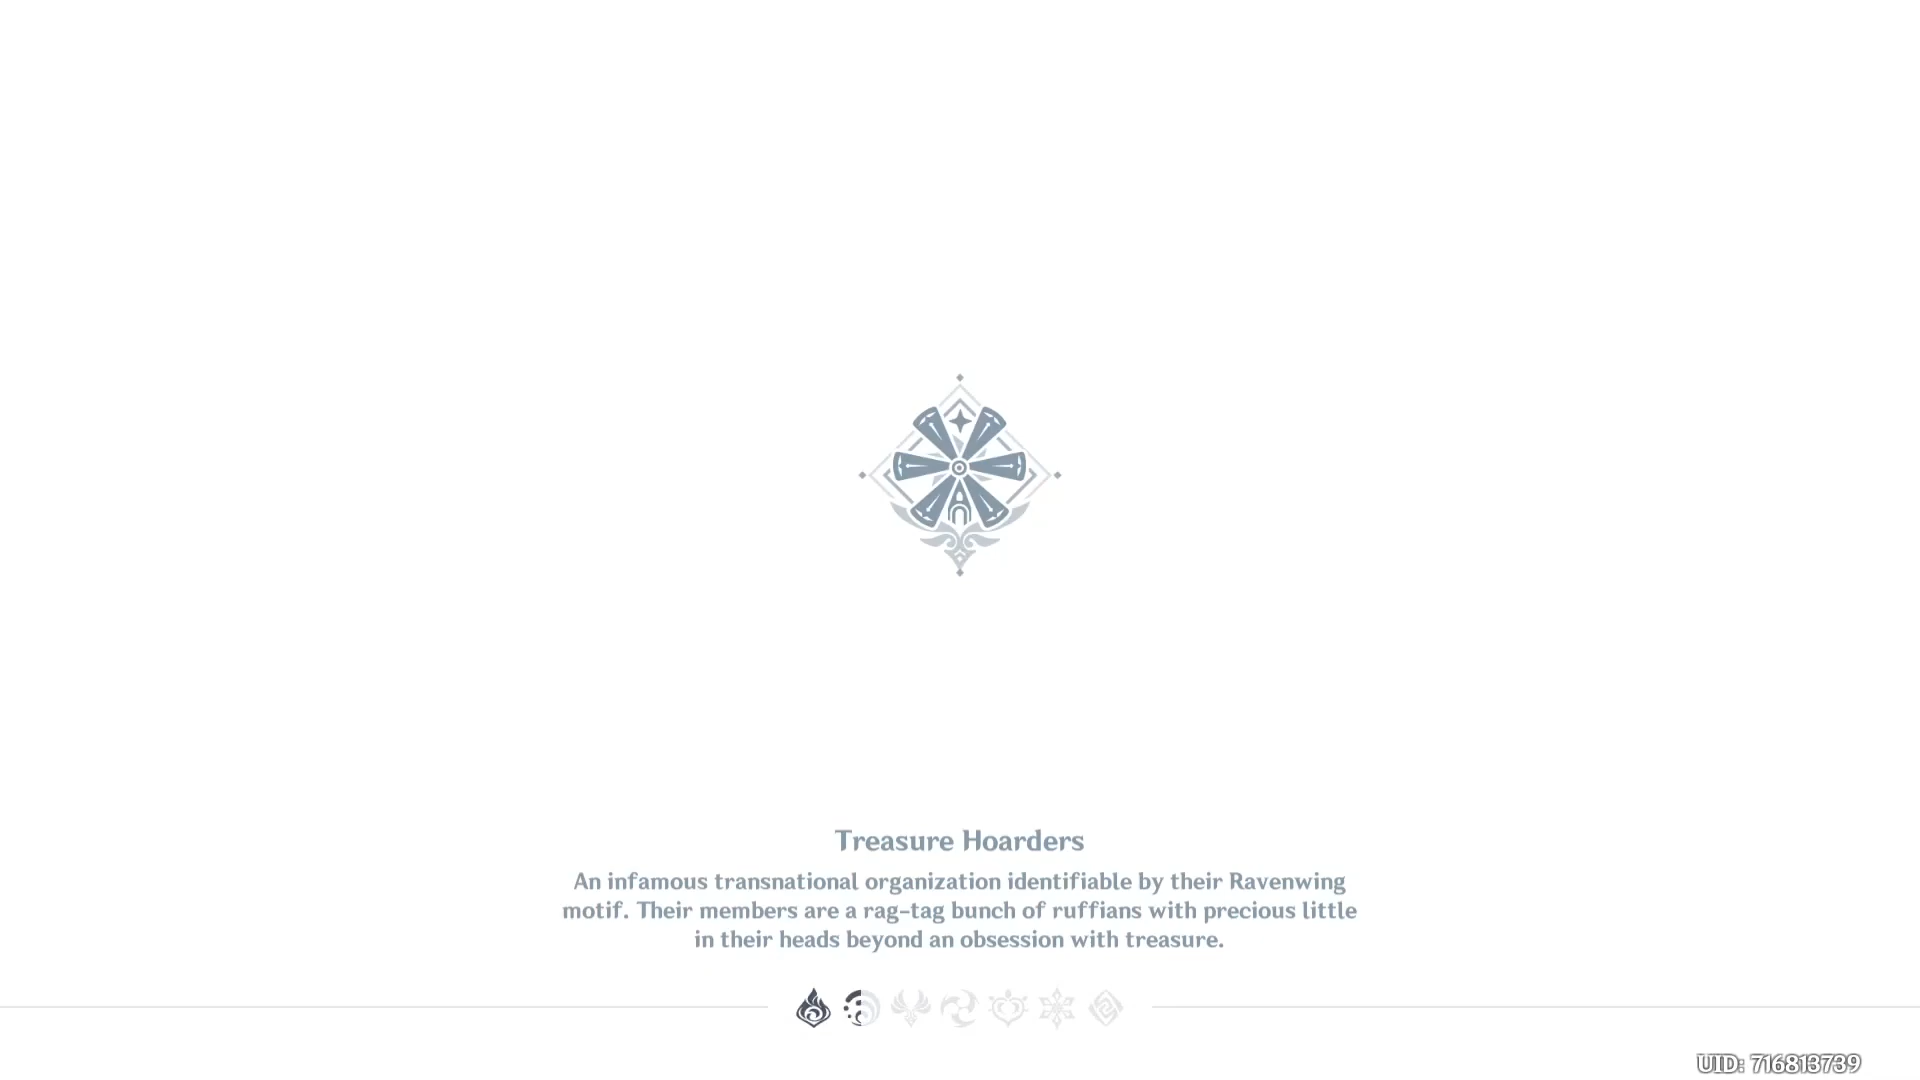 Treasure Hoarders
An infamous transnational organization identifiable by their Ravenwing
motif. Their members are a rag-tag bunch of ruffians with precious little
in their heads beyond an obsession with treasure.
UID: 716813739